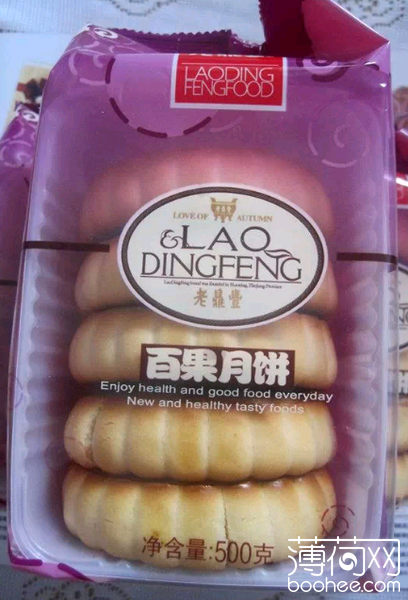 LAODING
FENGFOOD
LOVE OF AUTUMN
LAO
DINGFENG
老鼎豐
百果月饼
Enjoy health and good food everyday
New and healthy tasty foods
净含量:500克
薄荷网
boohee.com